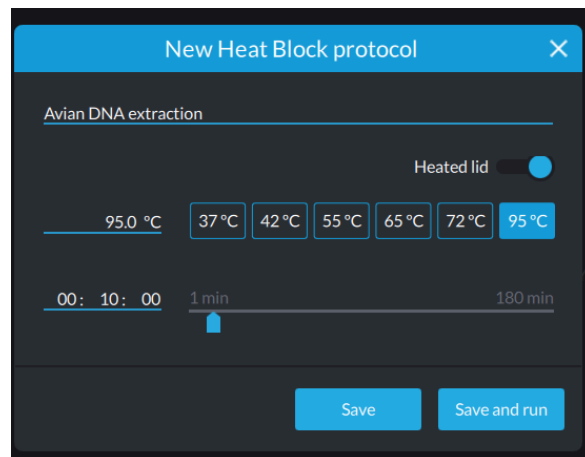 New Heat Block protocol
Avian DNA extraction
Heated lid
95.0 °C 37 °C 42 °C 55 °C 65 °C 72 °C 95 °C
00: 10: 00 1 min 180 min
Save Save and run